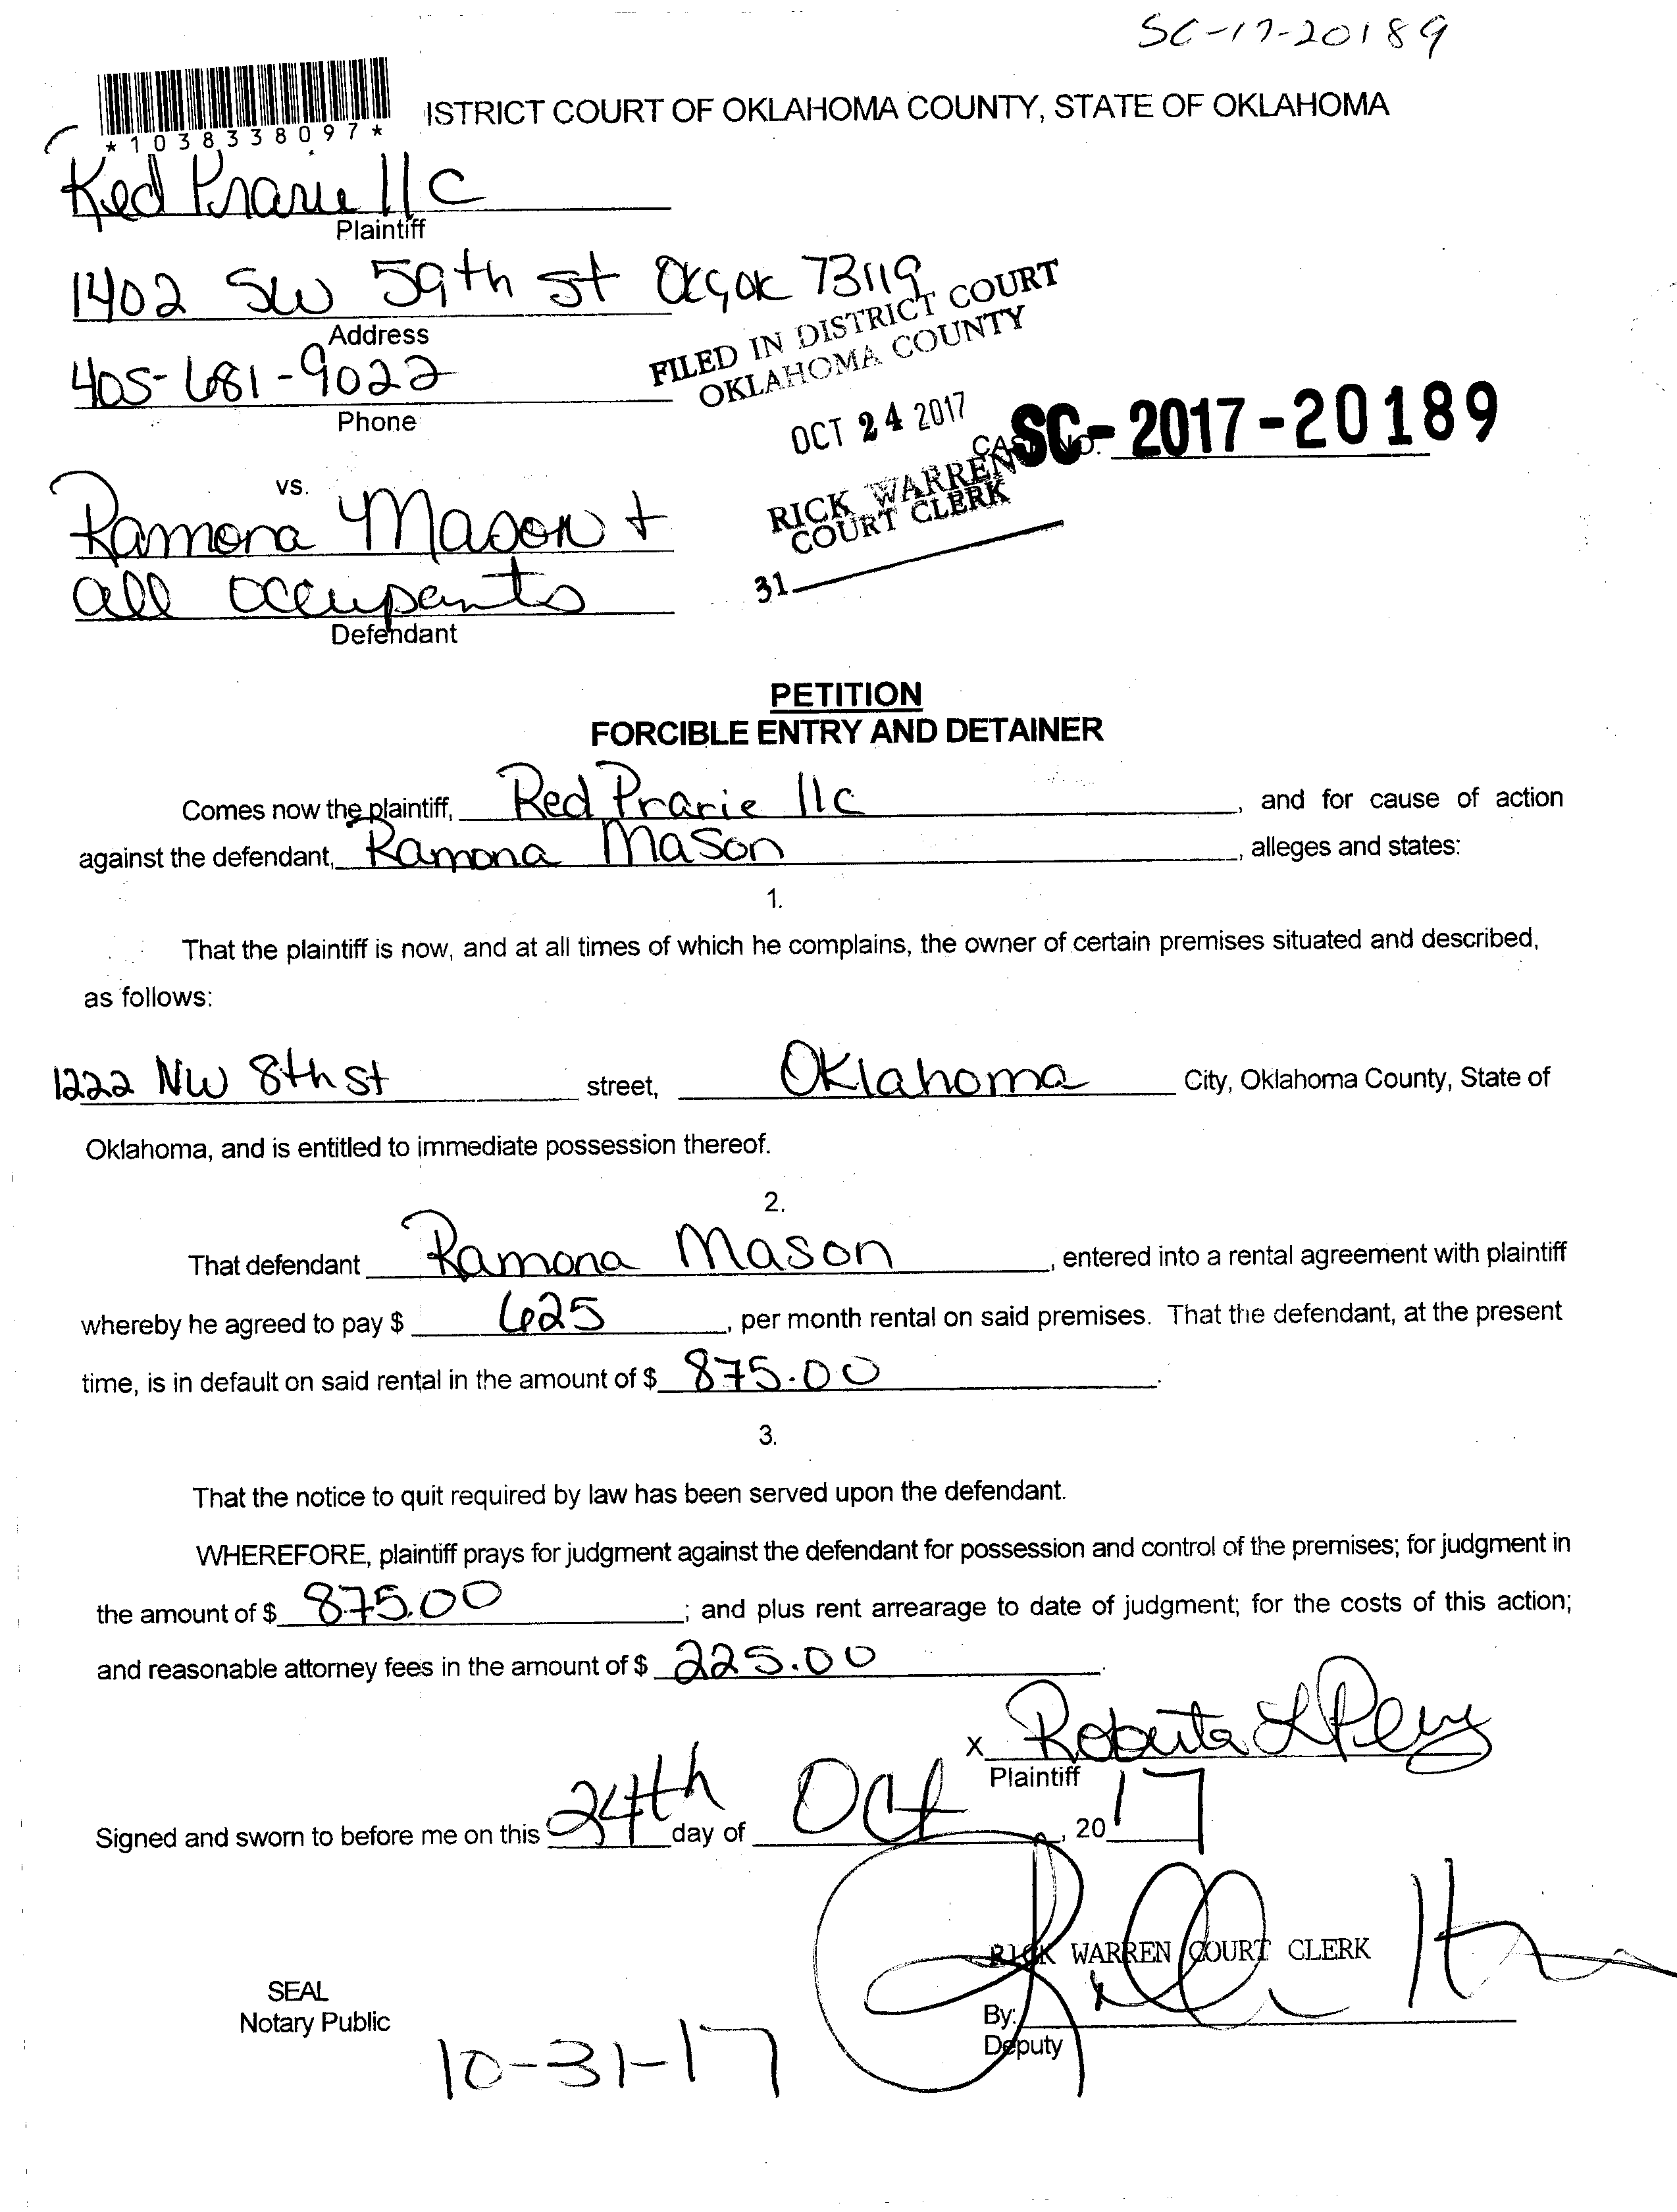 SC-17-20189
ISTRICT COURT OF OKLAHOMA COUNTY, STATE OF OKLAHOMA
*1038338097*
Red Prarie llc
Plaintiff
1402 SW 59th st OKC, OK 73119
Address
405-681-9022
Phone
FILED IN DISTRICT COURT
OKLAHOMA COUNTY
OCT 24 2017
CASE NO. SC-2017-20189
RICK WARREN
COURT CLERK
31
vs.
Ramona Mason +
all occupants
Defendant
PETITION
FORCIBLE ENTRY AND DETAINER
Comes now the plaintiff, Red Prarie llc, and for cause of action
against the defendant, Ramona Mason, alleges and states:
1.
That the plaintiff is now, and at all times of which he complains, the owner of certain premises situated and described,
as follows:
1222 NW 8th st street, Oklahoma City, Oklahoma County, State of
Oklahoma, and is entitled to immediate possession thereof.
2.
That defendant Ramona Mason, entered into a rental agreement with plaintiff
whereby he agreed to pay $ 625, per month rental on said premises. That the defendant, at the present
time, is in default on said rental in the amount of $ 875.00.
3.
That the notice to quit required by law has been served upon the defendant.
WHEREFORE, plaintiff prays for judgment against the defendant for possession and control of the premises; for judgment in
the amount of $ 875.00; and plus rent arrearage to date of judgment; for the costs of this action;
and reasonable attorney fees in the amount of $ 225.00.
X Roberta L
Plaintiff
Signed and sworn to before me on this 24th day of Oct, 2017
RICK WARREN COURT CLERK
SEAL
Notary Public
By:
Deputy
10-31-17